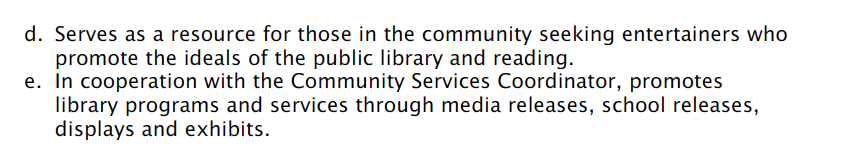 d. Serves as a resource for those in the community seeking entertainers who
promote the ideals of the public library and reading.
e. In cooperation with the Community Services Coordinator, promotes
library programs and services through media releases, school releases,
displays and exhibits.